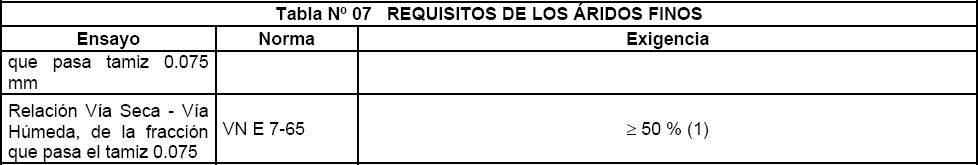 Tabla Nº 07 REQUISITOS DE LOS ÁRIDOS FINOS
Ensayo Norma Exigencia
que pasa tamiz 0.075
mm
Relación Vía Seca - Vía
Húmeda, de la fracción
que pasa el tamiz 0.075
VN E 7-65
≥ 50 % (1)